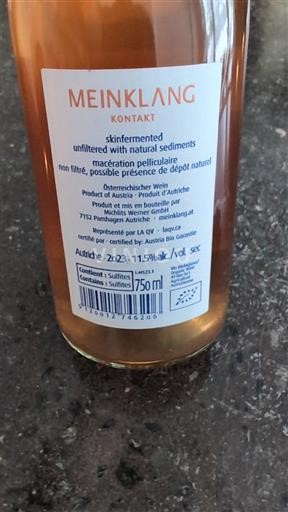 MEINKLANG
KONTAKT
skinfermented
unfiltered with natural sediments
macération pelliculaire
non filtré, possible présence de dépôt naturel
Österreichischer Wein
Product of Austria · Produit d'Autriche
Produit et mis en bouteille par
Michlits Werner GmbH
7152 Pamhagen Autriche - meinklang.at
Représenté par LA QV · laqv.ca
certifié par · certified by: Austria Bio Garantie
Autriche · 2023 · 11.5% alc./vol. sec
Contient : Sulfites
Contains : Sulfites
750 ml